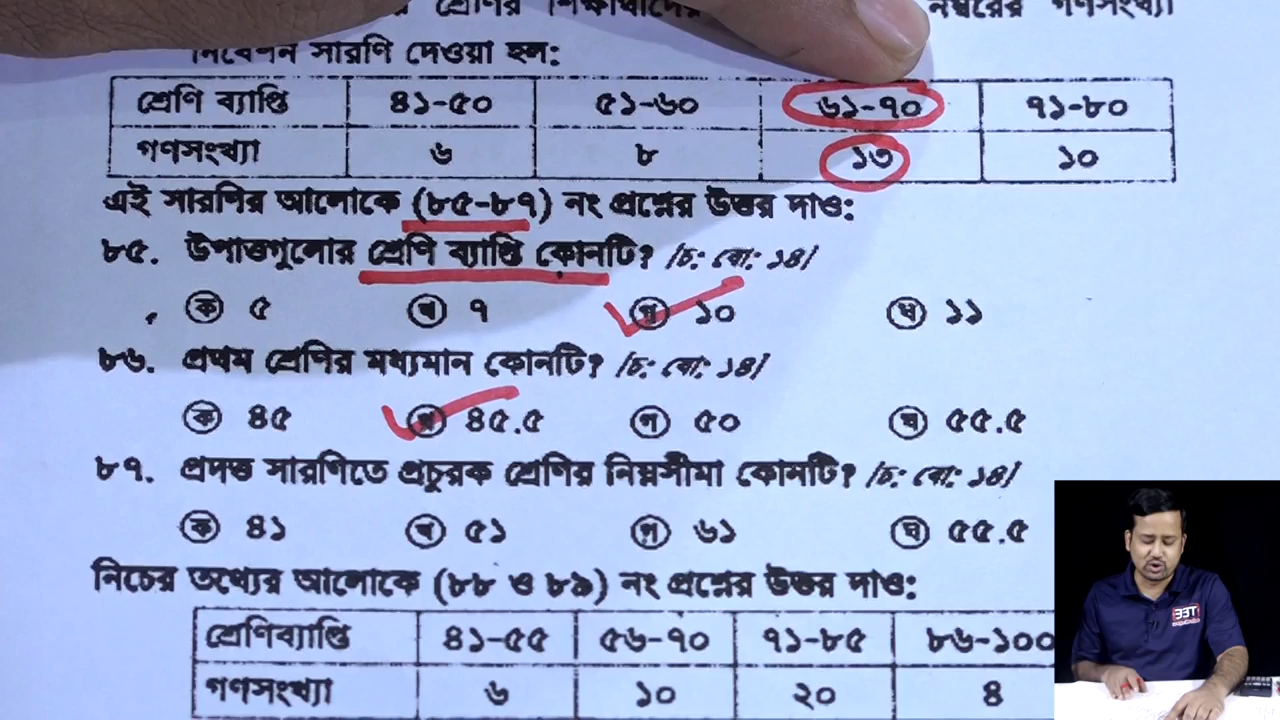 শ্রেণির শিক্ষার্থীদের নম্বরের গণসংখ্যা
নিবেশন সারণি দেওয়া হল:
শ্রেণি ব্যাপ্তি ৪১-৫০ ৫১-৬০ ৬১-৭০ ৭১-৮০
গণসংখ্যা ৬ ৮ ১৩ ১০
এই সারণির আলোকে (৮৫-৮৭) নং প্রশ্নের উত্তর দাও:
৮৫. উপাত্তগুলোর শ্রেণি ব্যাপ্তি কোনটি? [চ: বো: ১৪]
ক ৫ খ ৭ গ ১০ ঘ ১১
৮৬. প্রথম শ্রেণির মধ্যমান কোনটি? [চ: বো: ১৪]
ক ৪৫ খ ৪৫.৫ গ ৫০ ঘ ৫৫.৫
৮৭. প্রদত্ত সারণিতে প্রচুরক শ্রেণির নিম্নসীমা কোনটি? [চ: বো: ১৪]
ক ৪১ খ ৫১ গ ৬১ ঘ ৫৫.৫
নিচের তথ্যের আলোকে (৮৮ ও ৮৯) নং প্রশ্নের উত্তর দাও:
শ্রেণিব্যাপ্তি ৪১-৫৫ ৫৬-৭০ ৭১-৮৫ ৮৬-১০০
গণসংখ্যা ৬ ১০ ২০ ৪